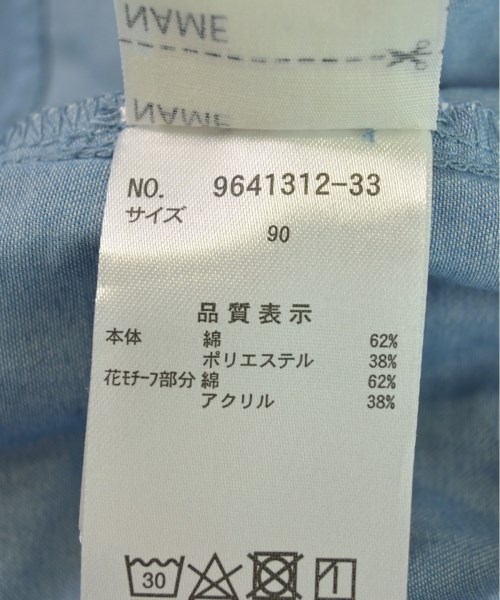 NAME
NAME
NO. 9641312-33
サイズ
90
品質表示
本体 綿 62%
ポリエステル 38%
花ﾓﾁｰﾌ部分 綿 62%
アクリル 38%
30